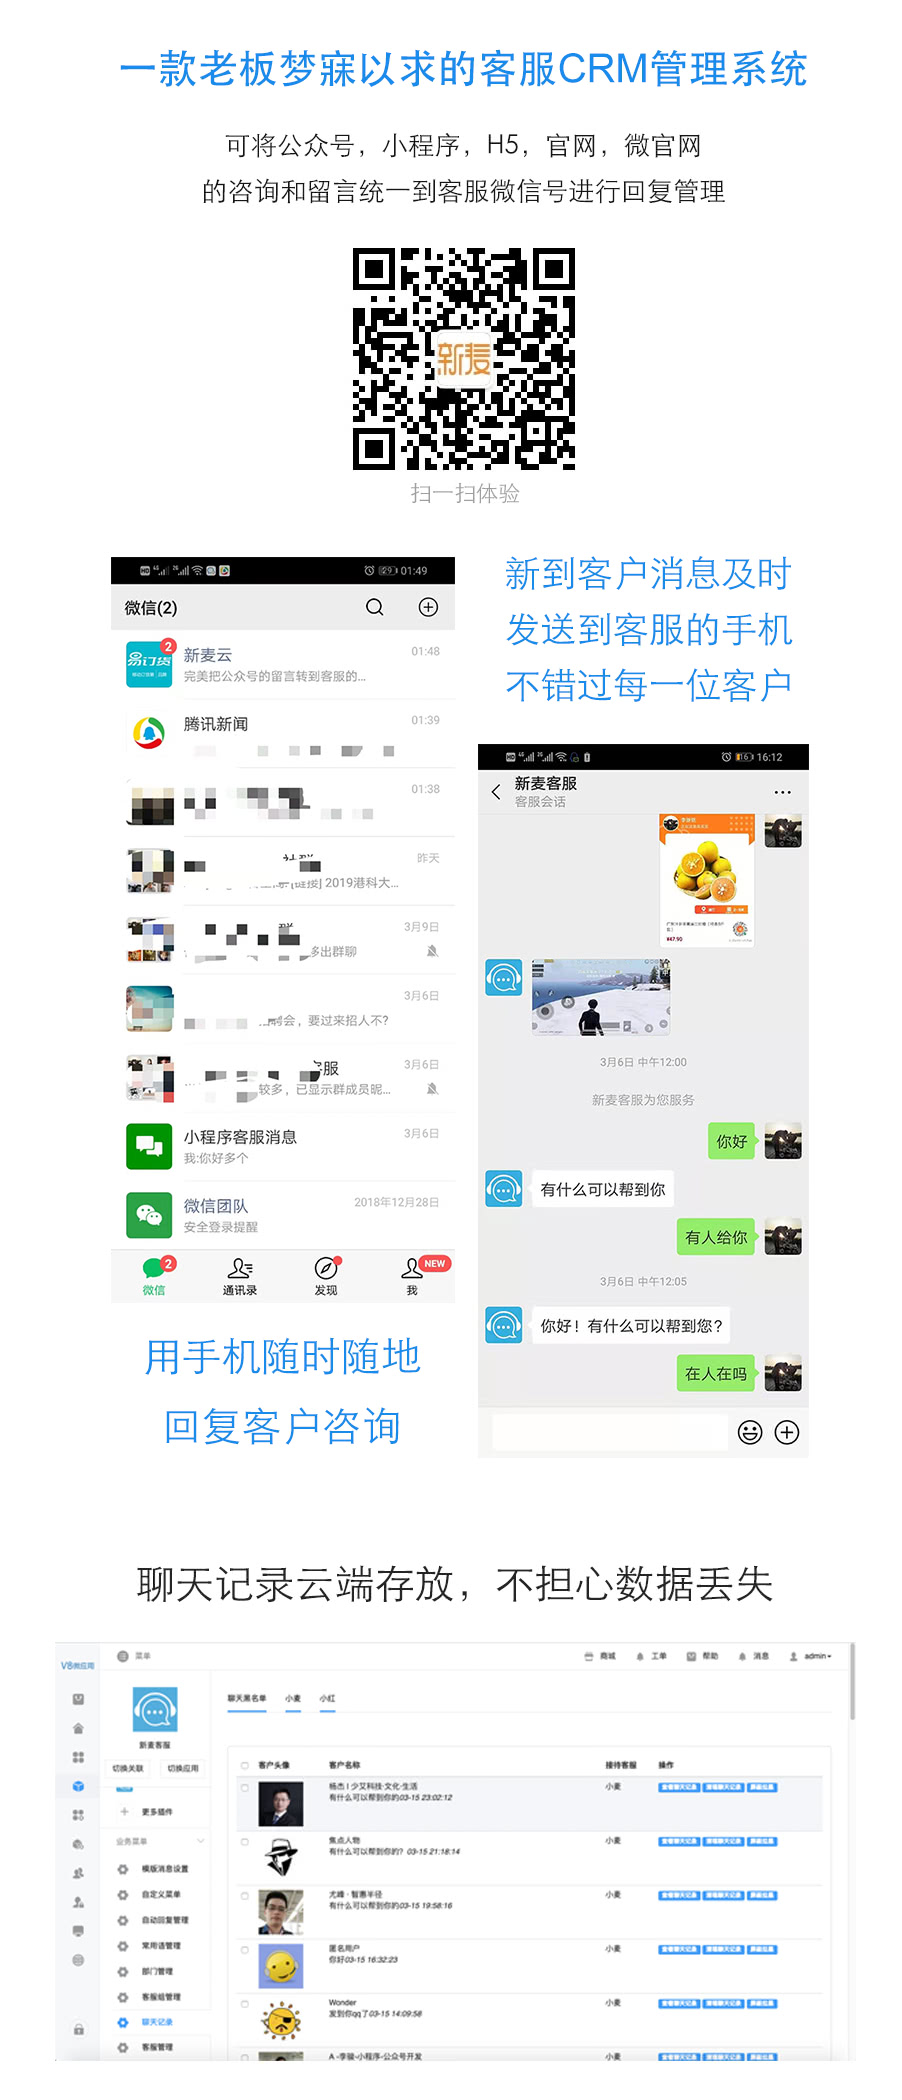 一款老板梦寐以求的客服CRM管理系统
可将公众号，小程序，H5，官网，微官网
的咨询和留言统一到客服微信号进行回复管理
新麦
扫一扫体验
新到客户消息及时
发送到客服的手机
不错过每一位客户
01:49
微信(2)
易订货
2
新麦云
01:48
完美把公众号的留言转到客服的...
腾讯新闻
01:39
01:38
昨天
[链接] 2019港科大...
3月9日
多出群聊
3月6日
会，要过来招人不?
客服
3月6日
较多，已显示群成员昵...
小程序客服消息
3月6日
我:你好多个
微信团队
2018年12月28日
安全登录提醒
2
NEW
微信
通讯录
发现
我
16:12
新麦客服
客服会话
¥47.90
3月6日 中午12:00
新麦客服为您服务
你好
有什么可以帮到你
有人给你
3月6日 中午12:05
你好！有什么可以帮到您?
在人在吗
用手机随时随地
回复客户咨询
聊天记录云端存放，不担心数据丢失
V8微应用
菜单
商城
工单
帮助
消息
admin
新麦客服
切换关联
切换应用
更多插件
业务菜单
模版消息设置
自定义菜单
自动回复管理
常用语管理
部门管理
客服组管理
聊天记录
客服管理
聊天黑名单
小麦
小红
客户头像
客户名称
接待客服
操作
杨杰 I 少艾科技·文化·生活
有什么可以帮到你的03-15 23:02:12
小麦
查看聊天记录
清项聊天记录
屏蔽拉黑
焦点人物
有什么可以帮到你的？03-15 21:18:14
小麦
尤峰 · 智惠半径
有什么可以帮到你的03-15 19:58:16
小麦
匿名用户
你好03-15 16:32:23
小麦
Wonder
发到你qq了03-15 14:09:58
小麦
A -李骏-小程序-公众号开发
小麦